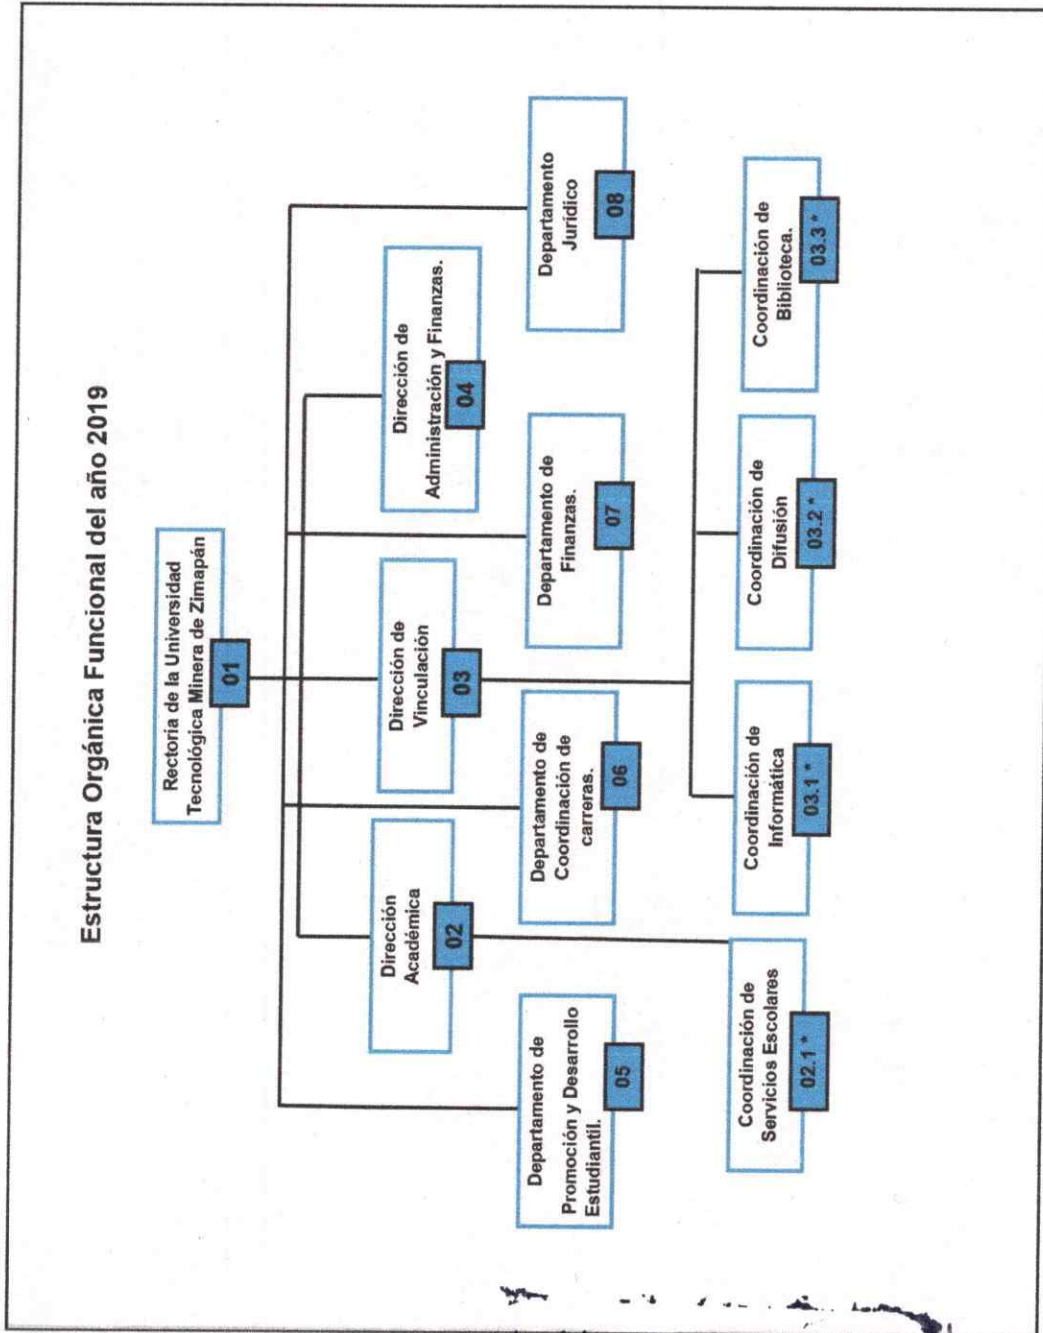 Estructura Orgánica Funcional del año 2019
Rectoría de la Universidad
Tecnológica Minera de Zimapán
01
Dirección
Académica
02
Dirección de
Vinculación
03
Dirección de
Administración y Finanzas.
04
Departamento de
Promoción y Desarrollo
Estudiantil.
05
Departamento de
Coordinación de
carreras.
06
Departamento de
Finanzas.
07
Departamento
Jurídico
08
Coordinación de
Servicios Escolares
02.1 *
Coordinación de
Informática
03.1 *
Coordinación de
Difusión
03.2 *
Coordinación de
Biblioteca.
03.3 *